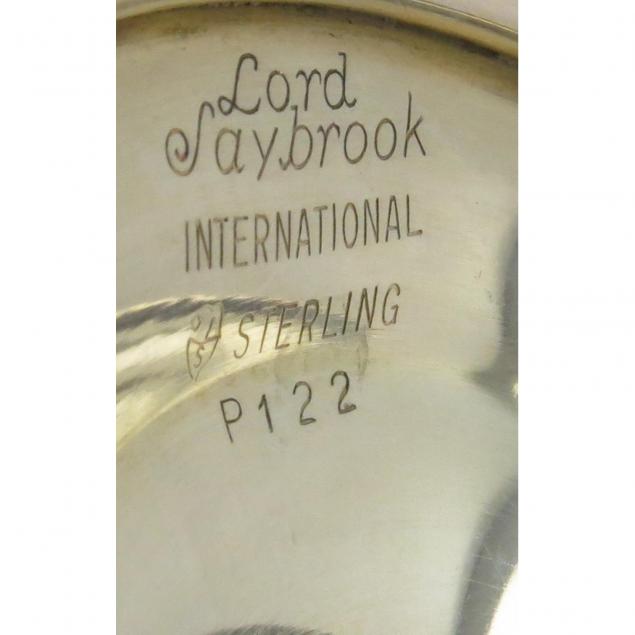 Lord
Saybrook
INTERNATIONAL
STERLING
P122